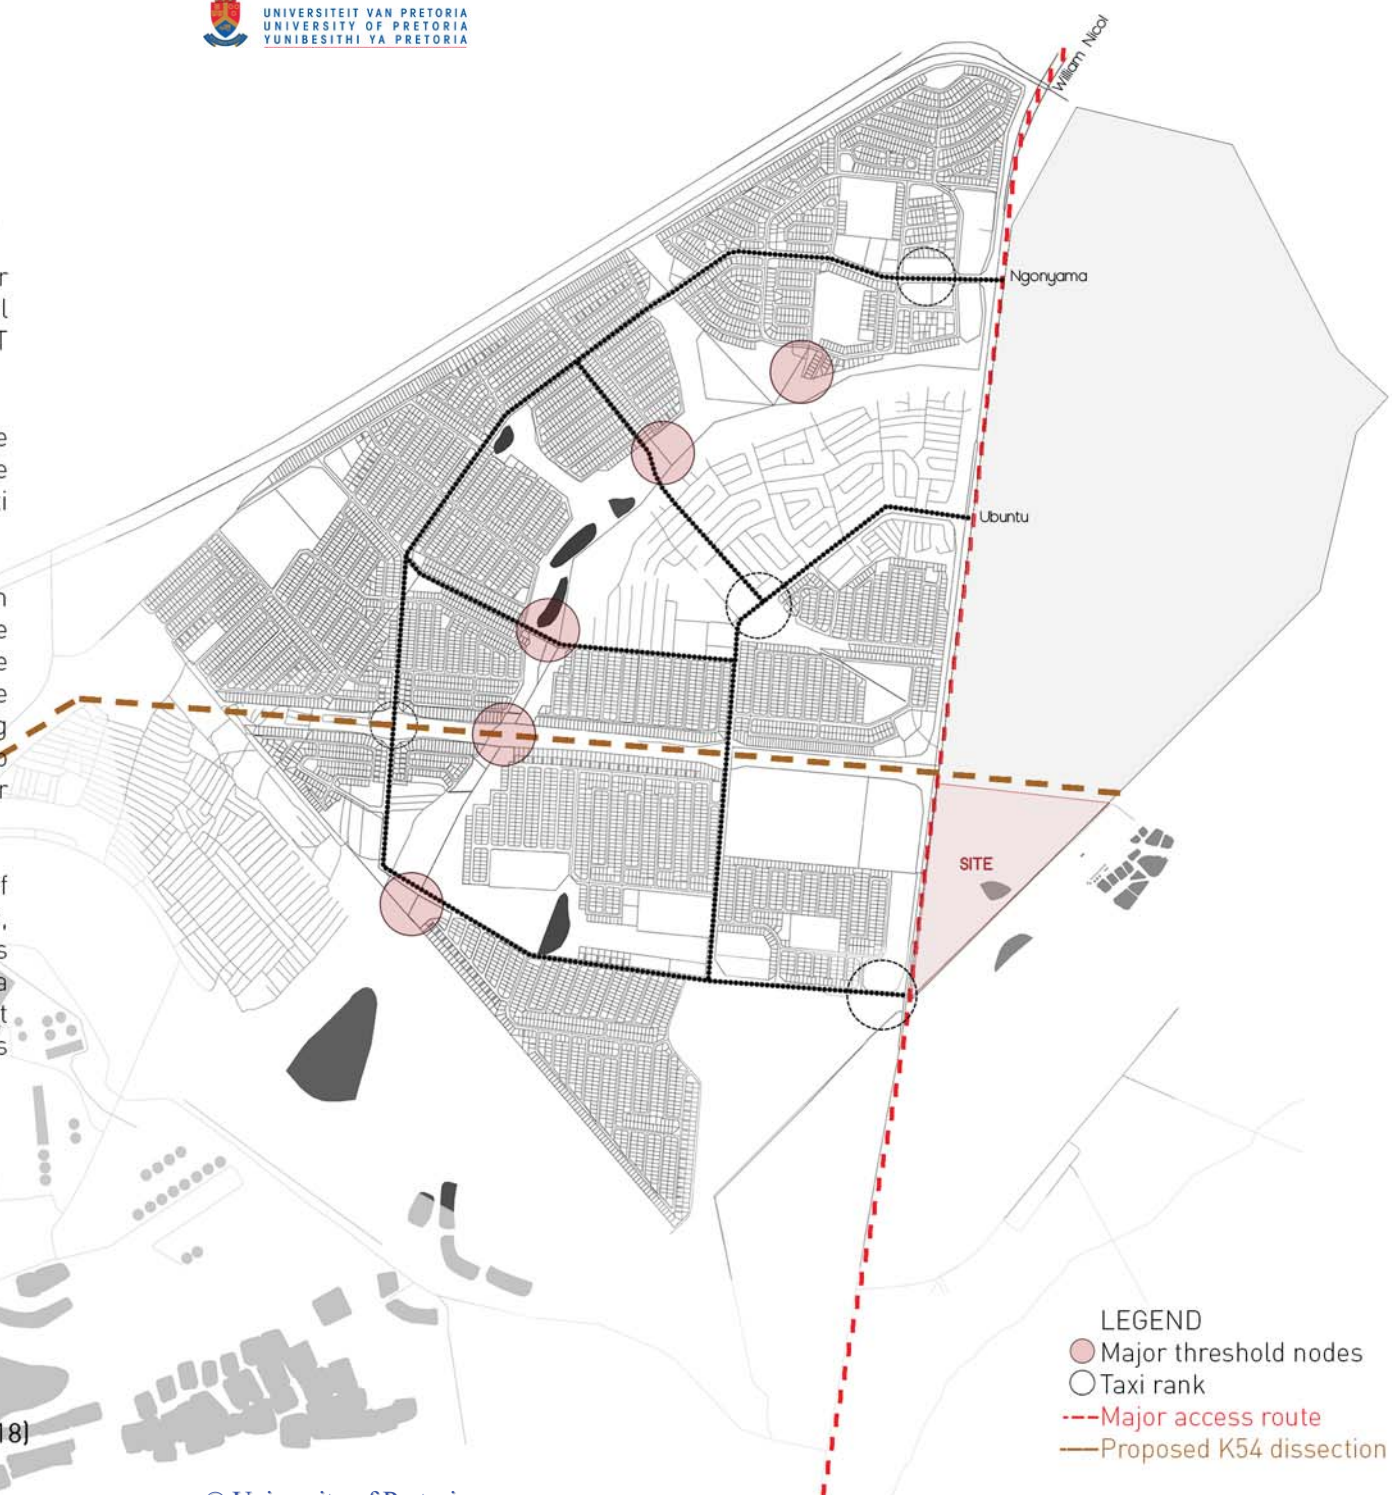 UNIVERSITEIT VAN PRETORIA
UNIVERSITY OF PRETORIA
YUNIBESITHI YA PRETORIA
William Nicol
r
l
T
Ngonyama
e
e
i
Ubuntu
n
e
e
e
g
r
SITE
f
,
s
a
t
s
LEGEND
Major threshold nodes
Taxi rank
Major access route
18)
Proposed K54 dissection